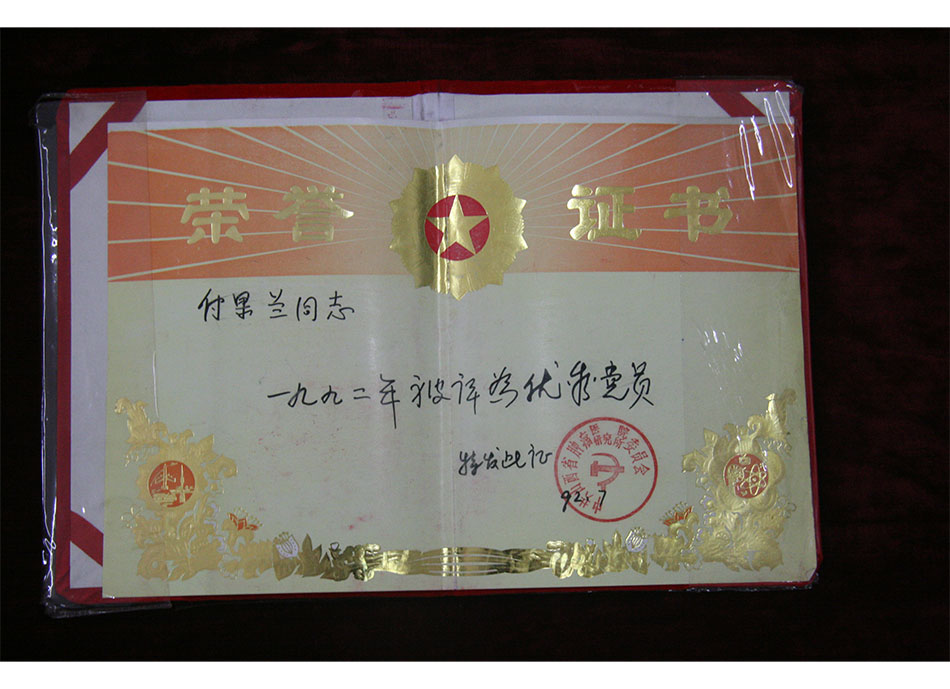 荣誉证书
付果兰同志
一九九二年被评为优秀党员
特发此证
92.7